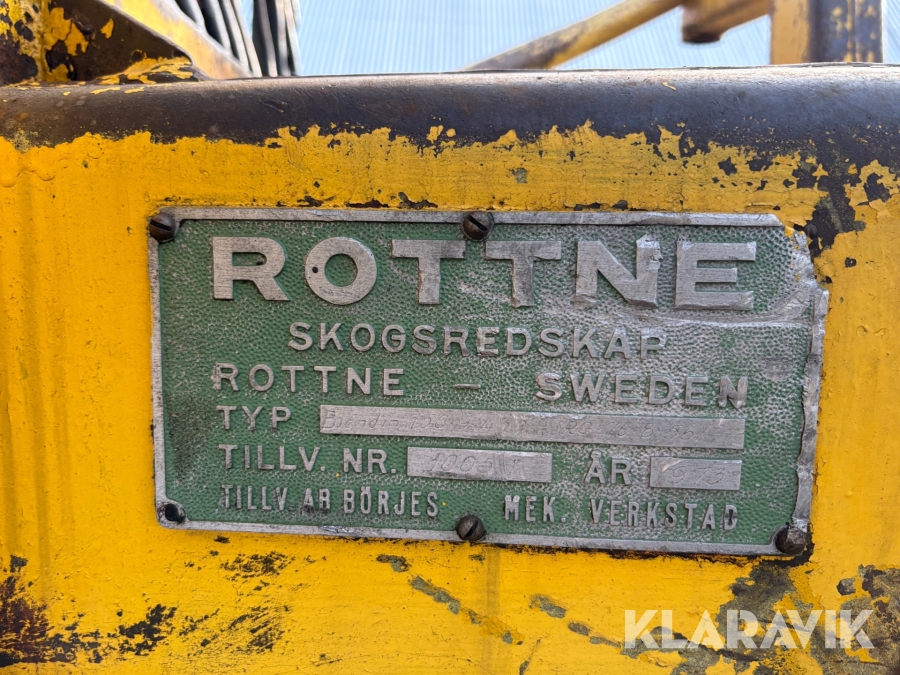 ROTTNE
SKOGSREDSKAP
ROTTNE – SWEDEN
TYP
TILLV. NR.
ÅR
TILLV. AB BÖRJES MEK. VERKSTAD
KLARAVIK